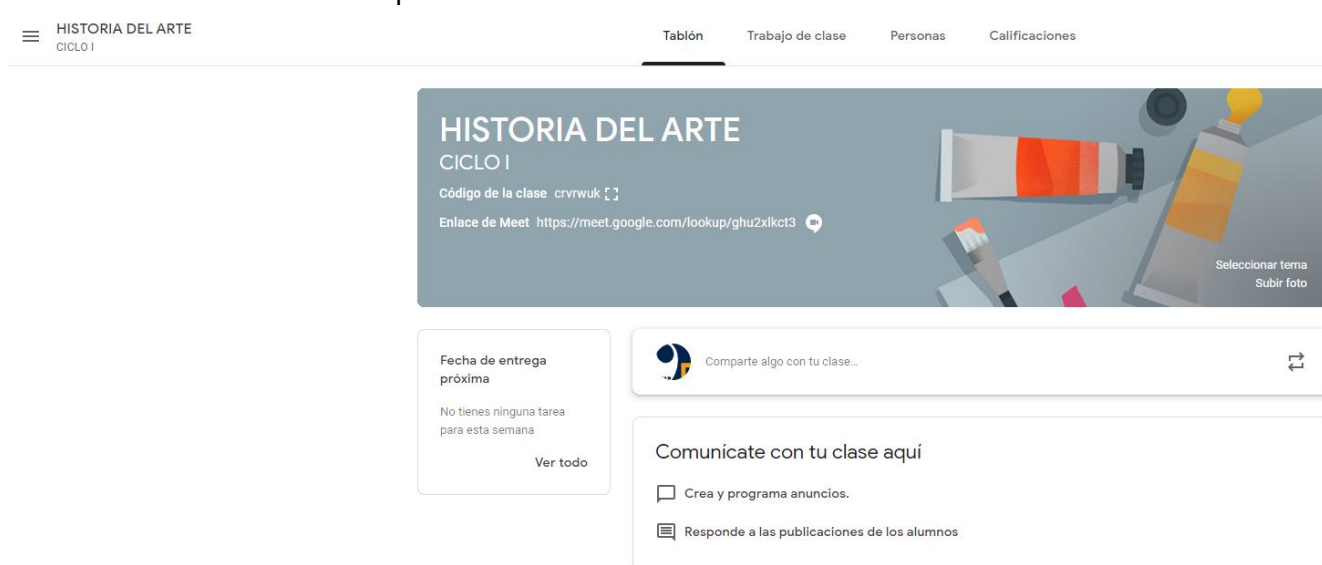 HISTORIA DEL ARTE
CICLO I
Tablón Trabajo de clase Personas Calificaciones
HISTORIA DEL ARTE
CICLO I
Código de la clase crvrwuk
Enlace de Meet https://meet.google.com/lookup/ghu2xlkct3
Seleccionar tema
Subir foto
Fecha de entrega
próxima
No tienes ninguna tarea
para esta semana
Ver todo
Comparte algo con tu clase...
Comunícate con tu clase aquí
Crea y programa anuncios.
Responde a las publicaciones de los alumnos